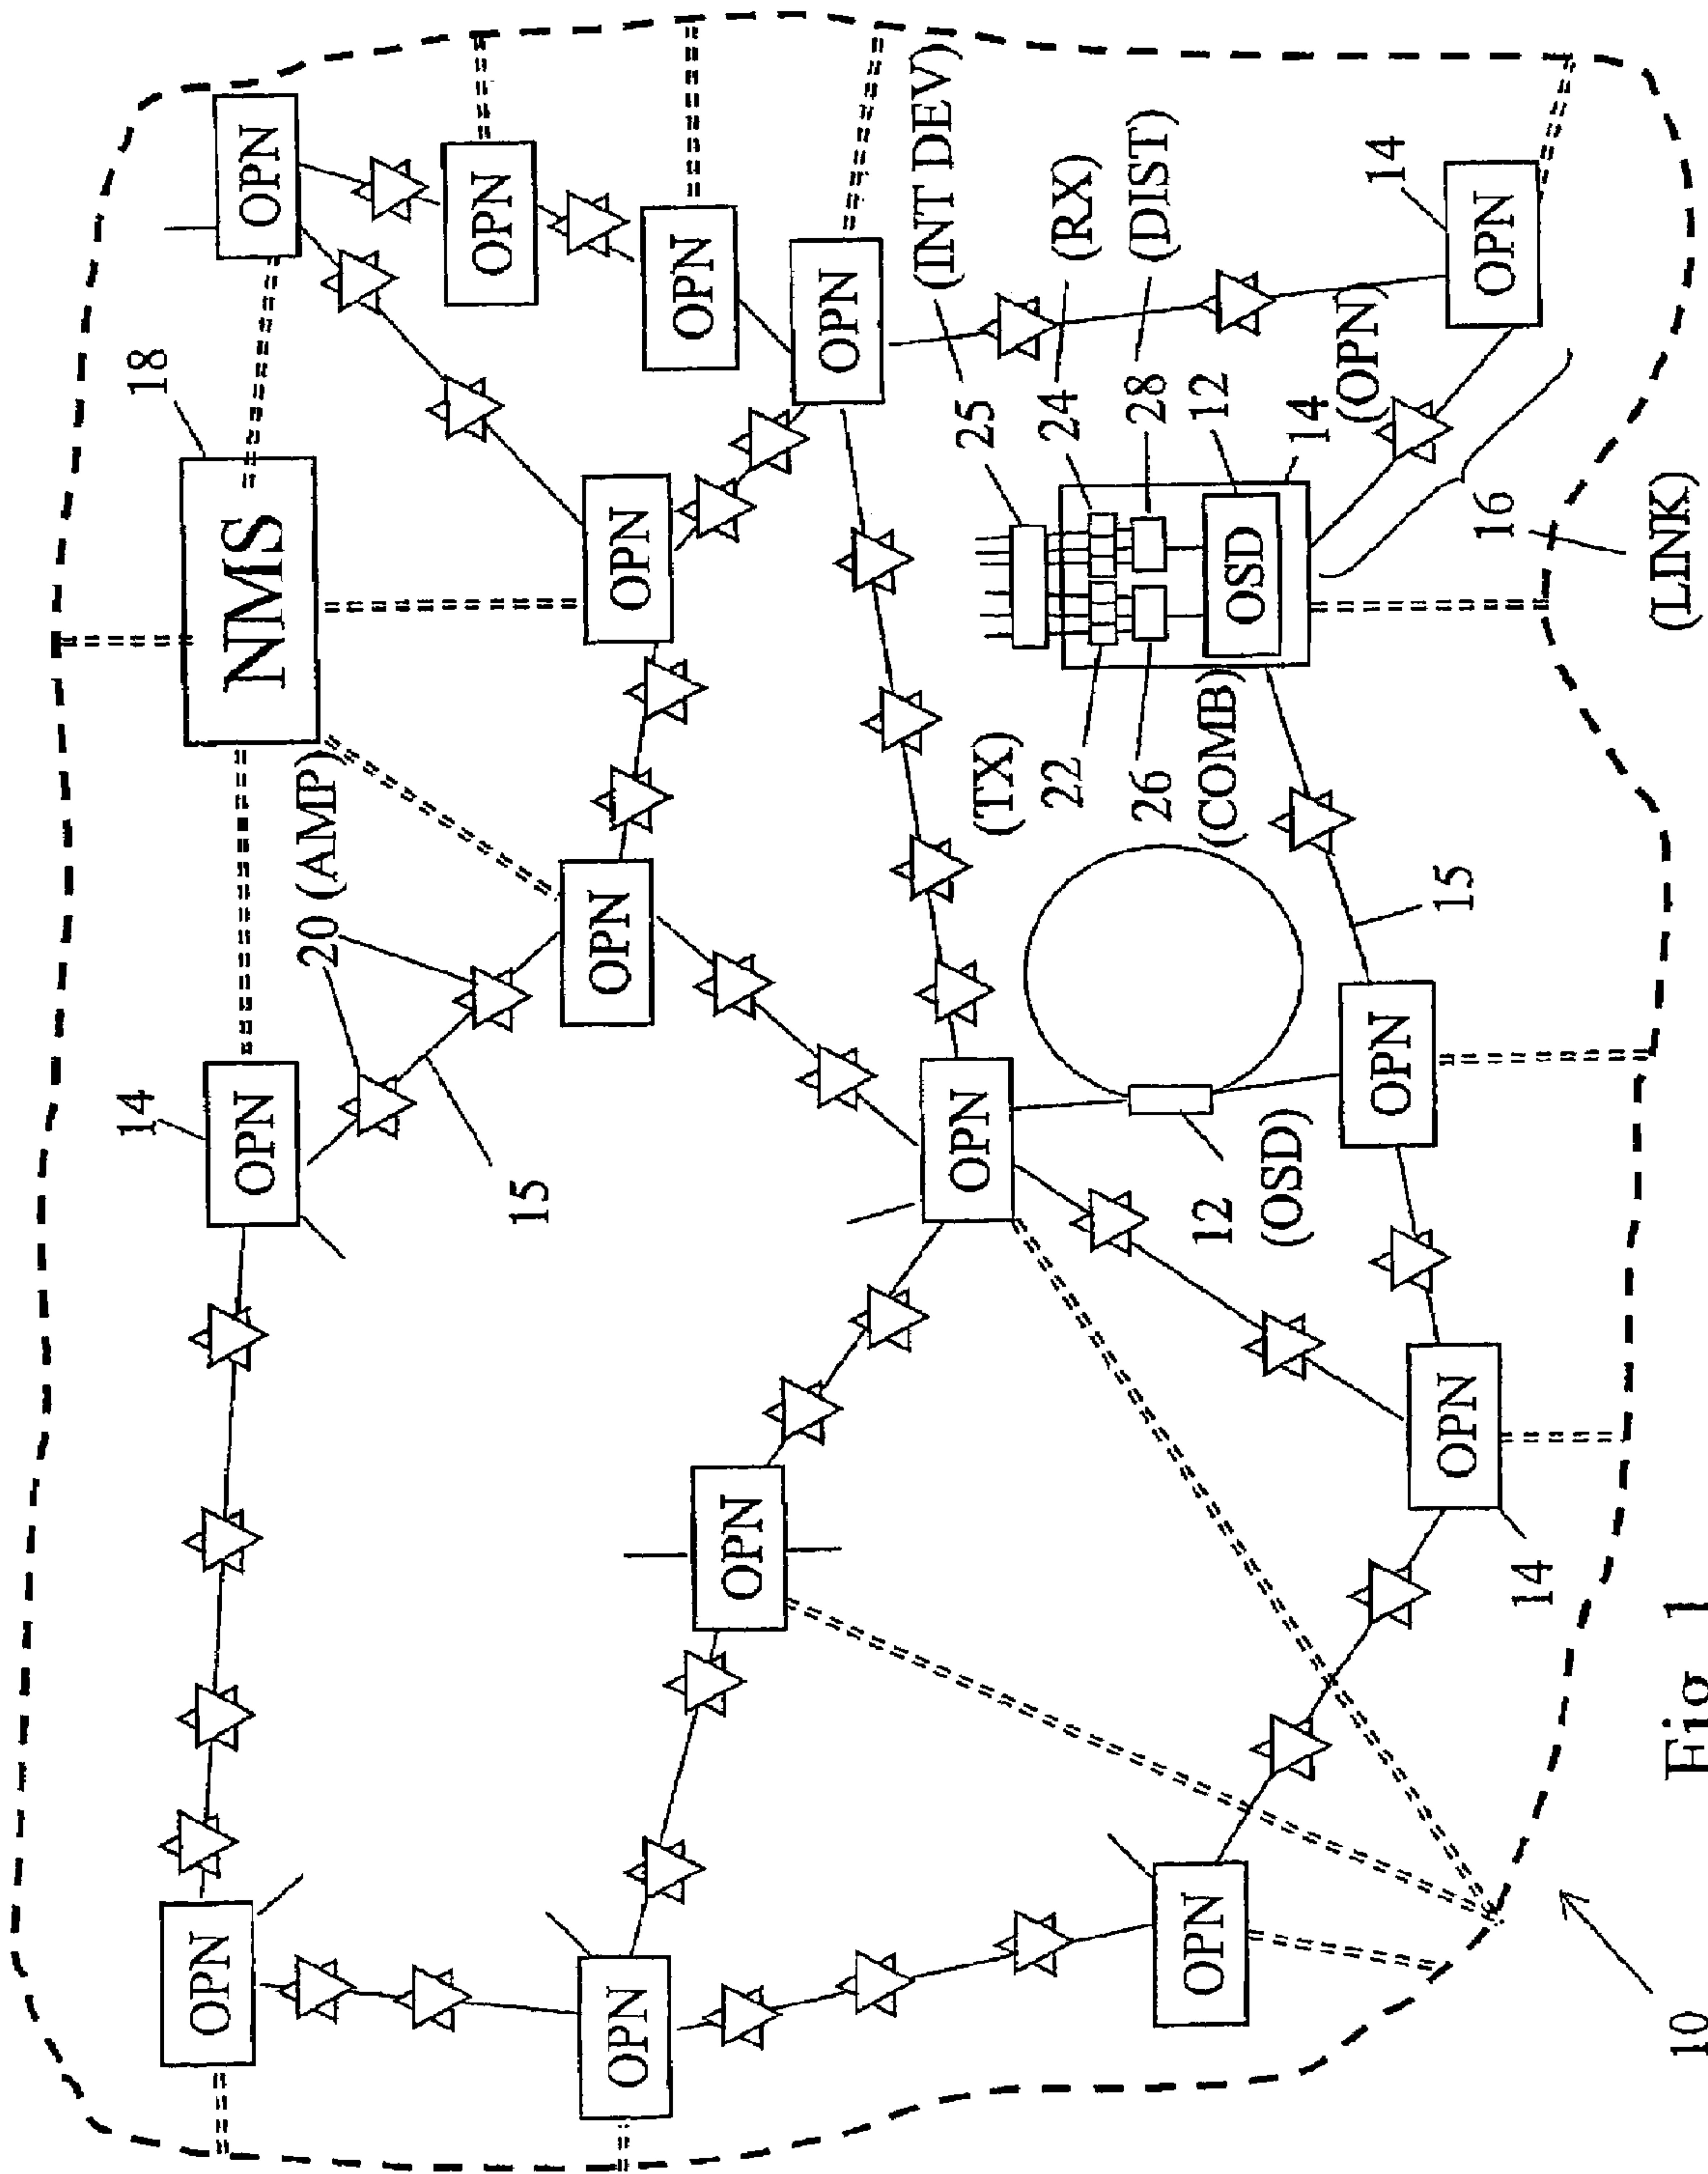 14
18
OPN
OPN
NMS
OPN
20 (AMP)
OPN
15
OPN
OPN
OPN
OPN
OPN
OPN
25
(INT DEV)
OPN
(TX)
22
24
(RX)
26
28
(DIST)
OPN
12
(COMB)
12
OSD
(OSD)
14
(OPN)
14
OPN
15
OPN
OPN
16
14
(LINK)
Fig. 1
10